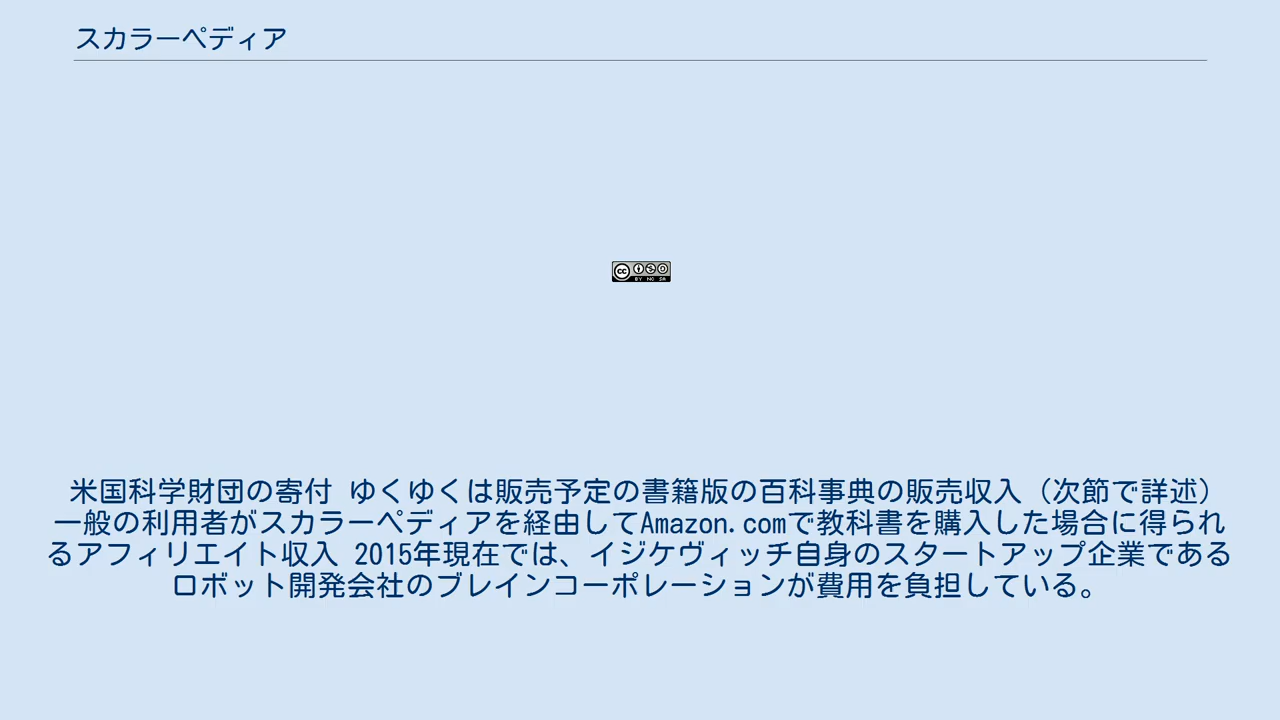 スカラーペディア
cc BY NC SA
米国科学財団の寄付 ゆくゆくは販売予定の書籍版の百科事典の販売収入（次節で詳述）
一般の利用者がスカラーペディアを経由してAmazon.comで教科書を購入した場合に得られ
るアフィリエイト収入 2015年現在では、イジケヴィッチ自身のスタートアップ企業である
ロボット開発会社のブレインコーポレーションが費用を負担している。